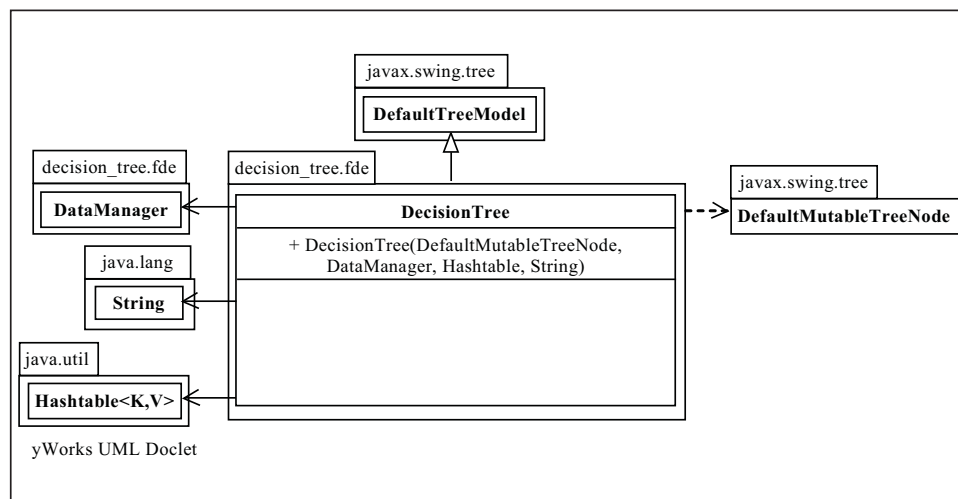 javax.swing.tree
DefaultTreeModel
decision_tree.fde
DataManager
decision_tree.fde
DecisionTree
+ DecisionTree(DefaultMutableTreeNode,
DataManager, Hashtable, String)
javax.swing.tree
DefaultMutableTreeNode
java.lang
String
java.util
Hashtable<K,V>
yWorks UML Doclet